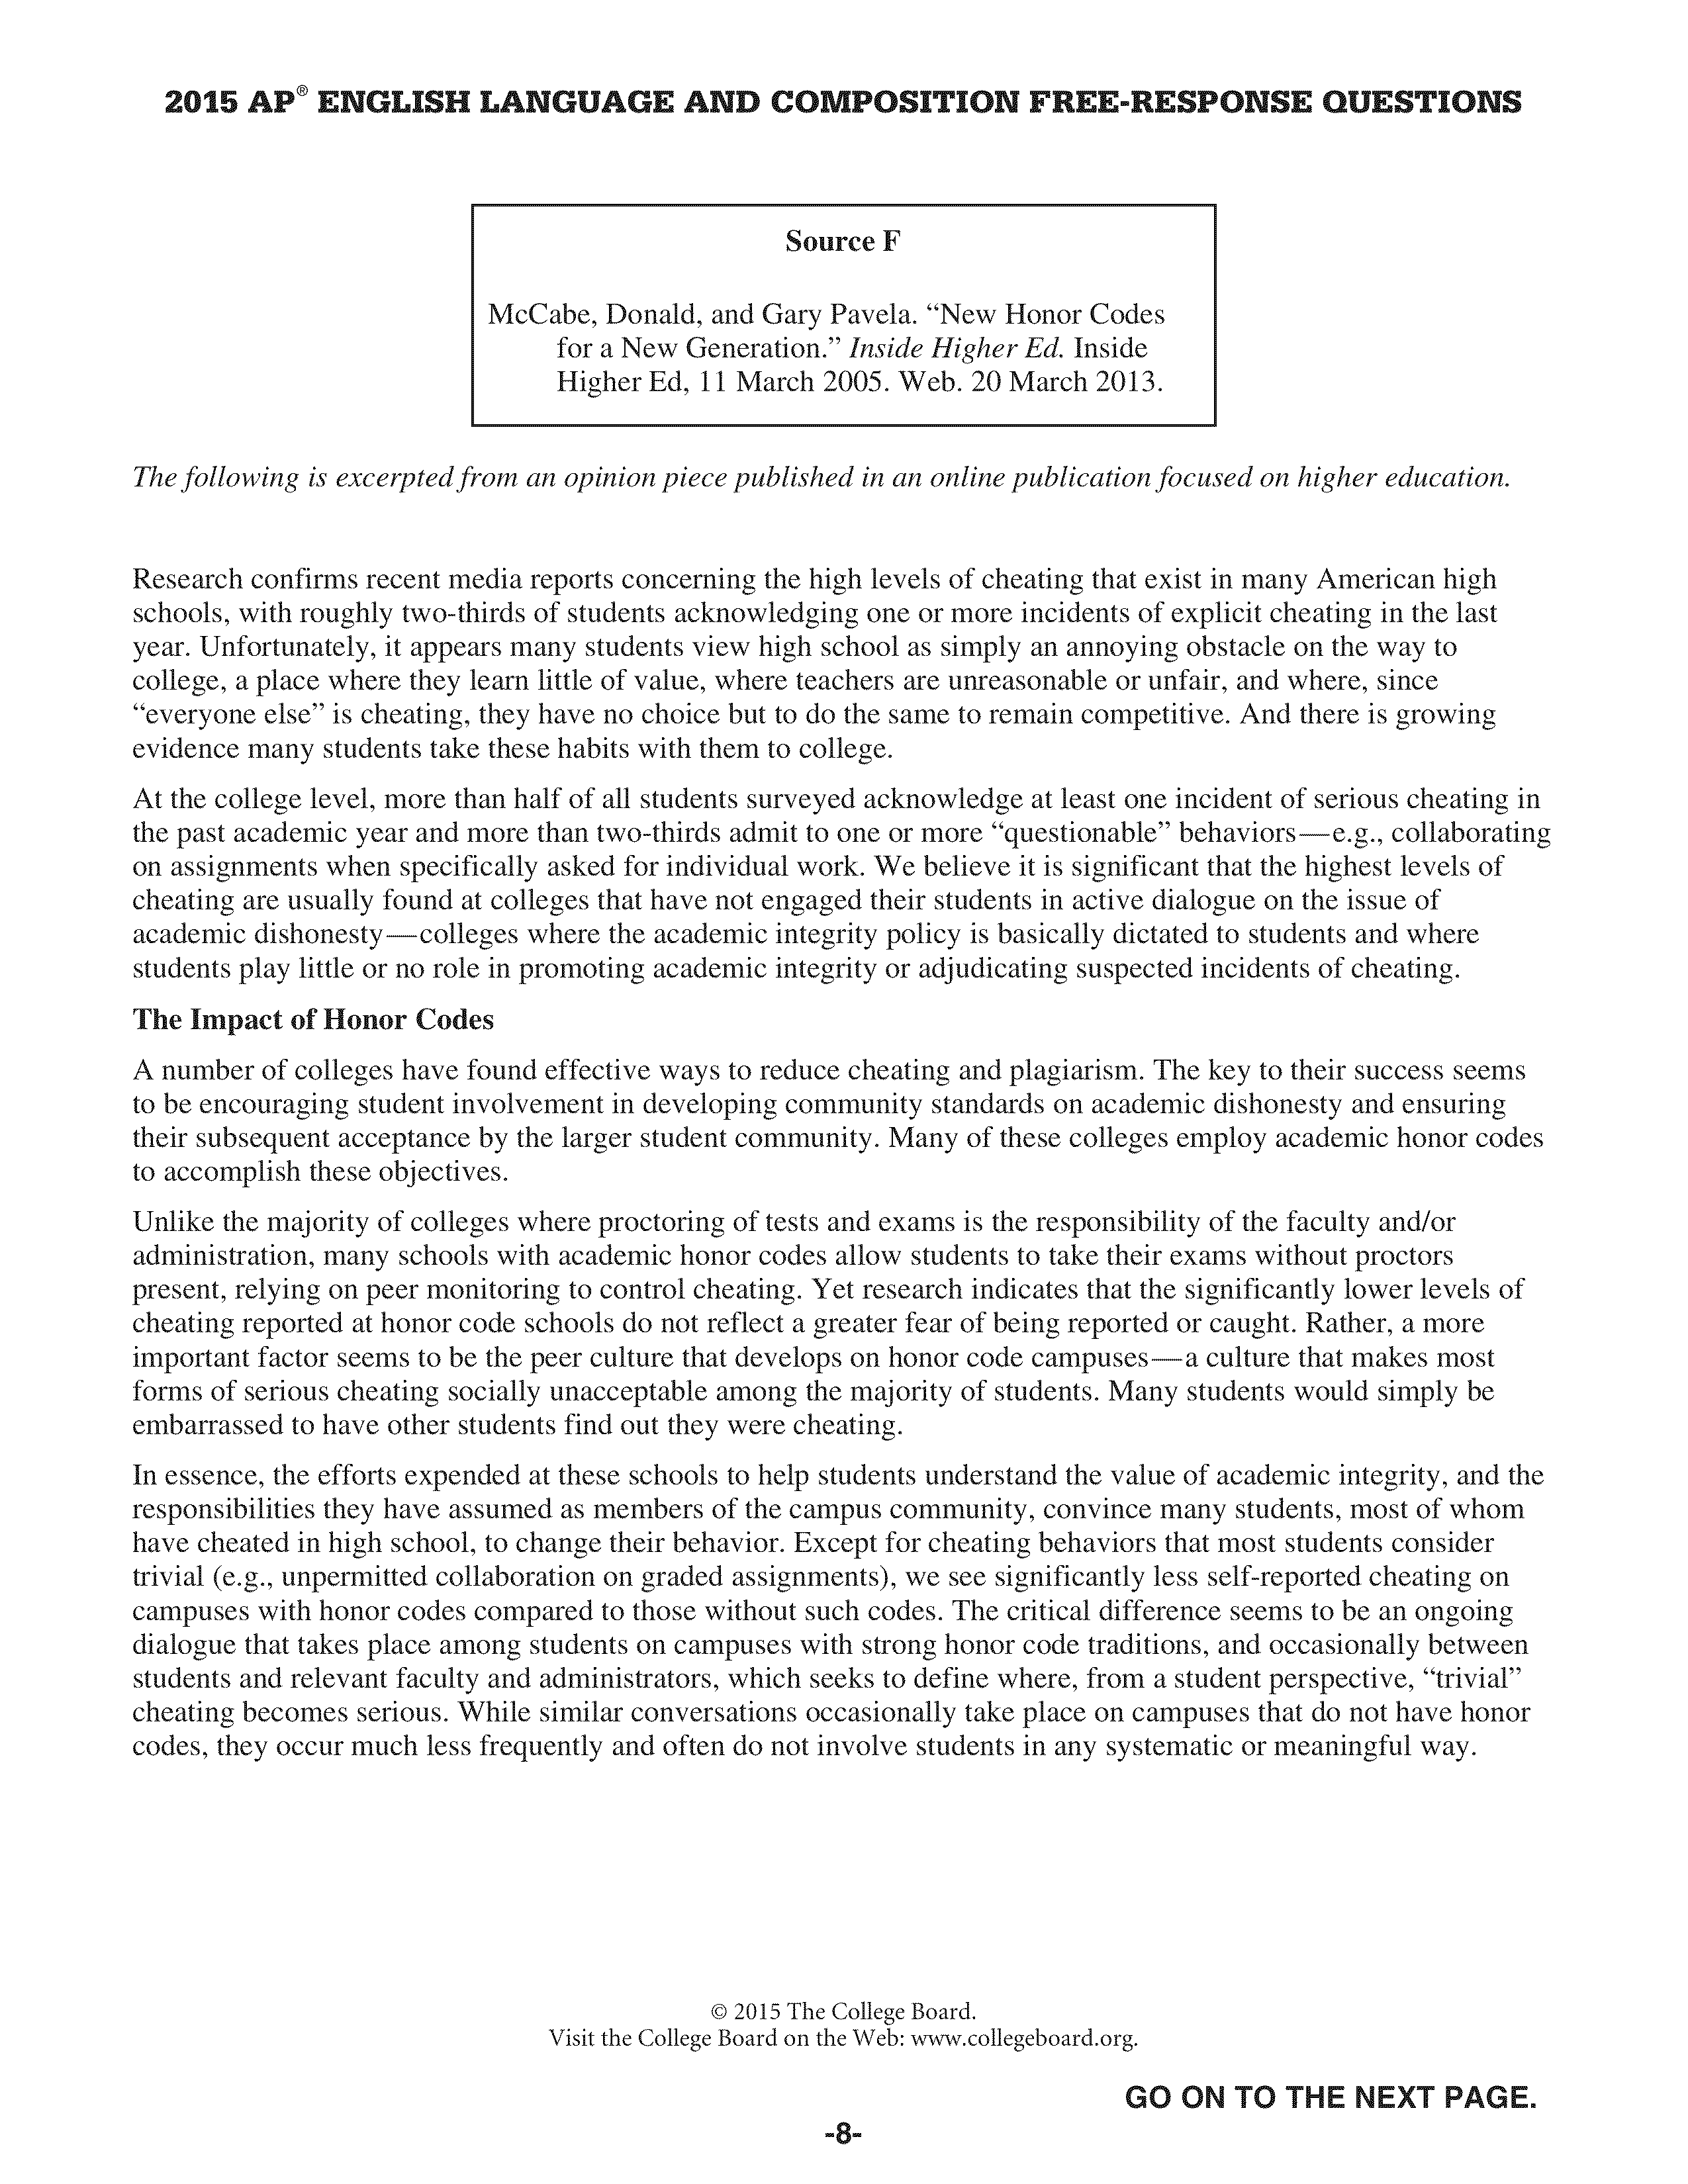 2015 AP® ENGLISH LANGUAGE AND COMPOSITION FREE-RESPONSE QUESTIONS
Source F
McCabe, Donald, and Gary Pavela. “New Honor Codes
for a New Generation.” Inside Higher Ed. Inside
Higher Ed, 11 March 2005. Web. 20 March 2013.
The following is excerpted from an opinion piece published in an online publication focused on higher education.
Research confirms recent media reports concerning the high levels of cheating that exist in many American high
schools, with roughly two-thirds of students acknowledging one or more incidents of explicit cheating in the last
year. Unfortunately, it appears many students view high school as simply an annoying obstacle on the way to
college, a place where they learn little of value, where teachers are unreasonable or unfair, and where, since
“everyone else” is cheating, they have no choice but to do the same to remain competitive. And there is growing
evidence many students take these habits with them to college.
At the college level, more than half of all students surveyed acknowledge at least one incident of serious cheating in
the past academic year and more than two-thirds admit to one or more “questionable” behaviors—e.g., collaborating
on assignments when specifically asked for individual work. We believe it is significant that the highest levels of
cheating are usually found at colleges that have not engaged their students in active dialogue on the issue of
academic dishonesty—colleges where the academic integrity policy is basically dictated to students and where
students play little or no role in promoting academic integrity or adjudicating suspected incidents of cheating.
The Impact of Honor Codes
A number of colleges have found effective ways to reduce cheating and plagiarism. The key to their success seems
to be encouraging student involvement in developing community standards on academic dishonesty and ensuring
their subsequent acceptance by the larger student community. Many of these colleges employ academic honor codes
to accomplish these objectives.
Unlike the majority of colleges where proctoring of tests and exams is the responsibility of the faculty and/or
administration, many schools with academic honor codes allow students to take their exams without proctors
present, relying on peer monitoring to control cheating. Yet research indicates that the significantly lower levels of
cheating reported at honor code schools do not reflect a greater fear of being reported or caught. Rather, a more
important factor seems to be the peer culture that develops on honor code campuses—a culture that makes most
forms of serious cheating socially unacceptable among the majority of students. Many students would simply be
embarrassed to have other students find out they were cheating.
In essence, the efforts expended at these schools to help students understand the value of academic integrity, and the
responsibilities they have assumed as members of the campus community, convince many students, most of whom
have cheated in high school, to change their behavior. Except for cheating behaviors that most students consider
trivial (e.g., unpermitted collaboration on graded assignments), we see significantly less self-reported cheating on
campuses with honor codes compared to those without such codes. The critical difference seems to be an ongoing
dialogue that takes place among students on campuses with strong honor code traditions, and occasionally between
students and relevant faculty and administrators, which seeks to define where, from a student perspective, “trivial”
cheating becomes serious. While similar conversations occasionally take place on campuses that do not have honor
codes, they occur much less frequently and often do not involve students in any systematic or meaningful way.
© 2015 The College Board.
Visit the College Board on the Web: www.collegeboard.org.
GO ON TO THE NEXT PAGE.
-8-